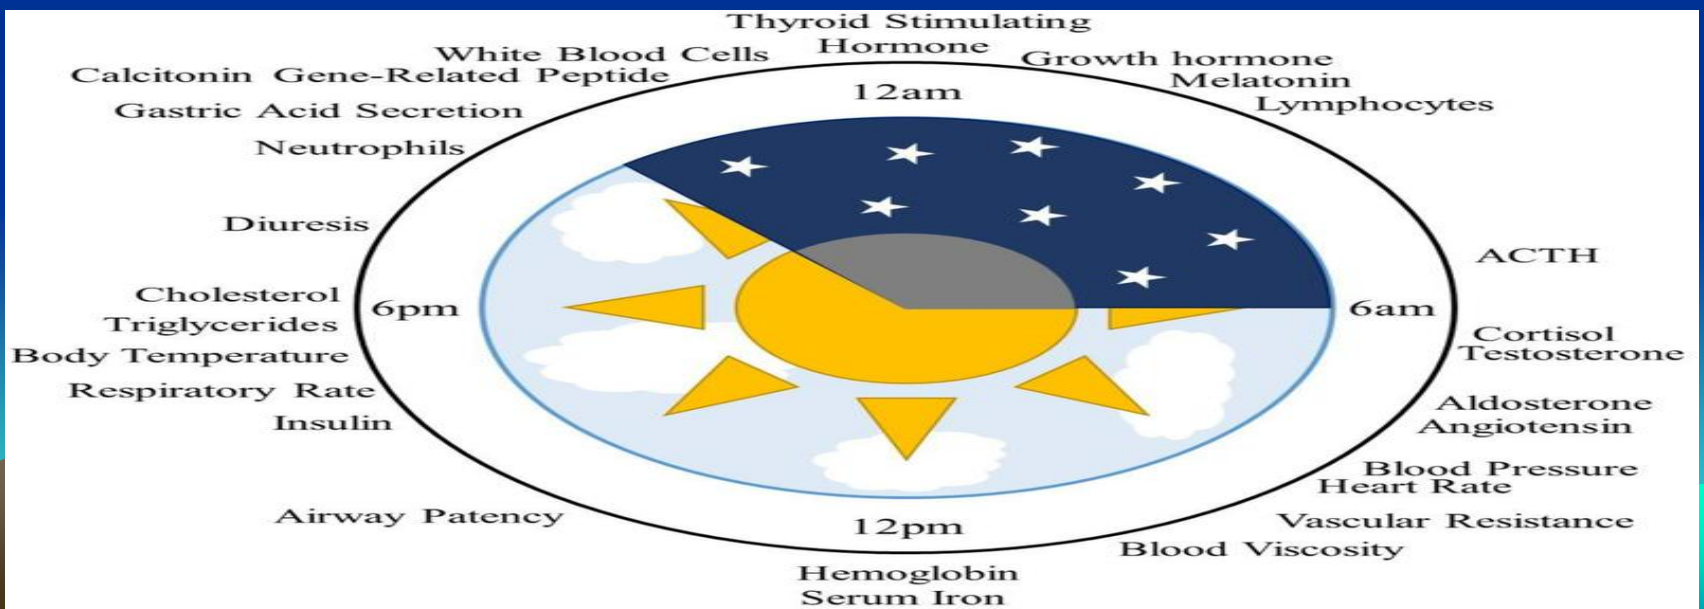 Thyroid Stimulating
Hormone
White Blood Cells
Calcitonin Gene-Related Peptide
Gastric Acid Secretion
Neutrophils
Diuresis
Cholesterol
Triglycerides
Body Temperature
Respiratory Rate
Insulin
Airway Patency
Growth hormone
Melatonin
Lymphocytes
ACTH
Cortisol
Testosterone
Aldosterone
Angiotensin
Blood Pressure
Heart Rate
Vascular Resistance
Blood Viscosity
Hemoglobin
Serum Iron
12am
6pm
6am
12pm